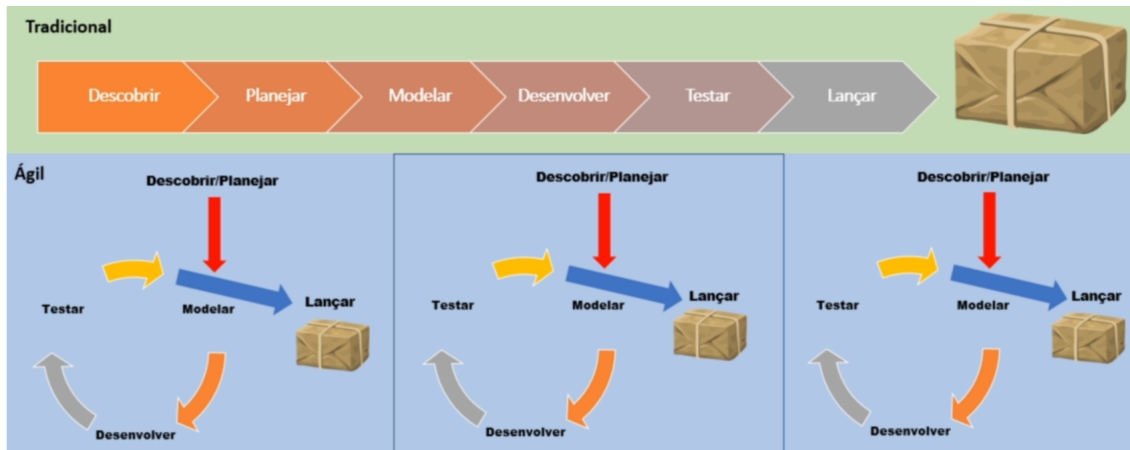 Tradicional
Descobrir
Planejar
Modelar
Desenvolver
Testar
Lançar
Ágil
Descobrir/Planejar
Lançar
Testar
Modelar
Desenvolver
Descobrir/Planejar
Lançar
Testar
Modelar
Desenvolver
Descobrir/Planejar
Lançar
Testar
Modelar
Desenvolver